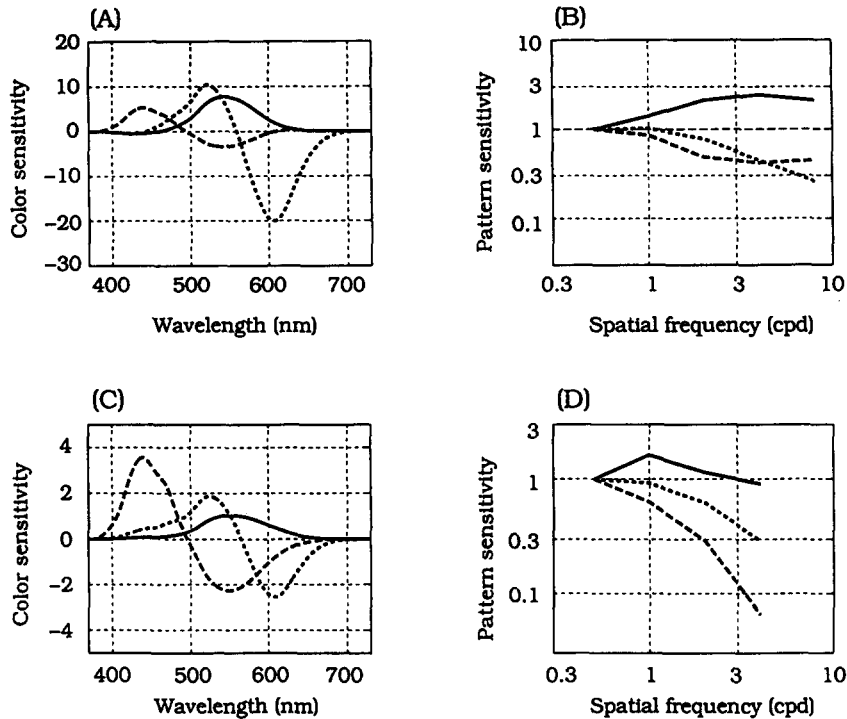 (A)
20
10
0
−10
−20
−30
Color sensitivity
400 500 600 700
Wavelength (nm)
(B)
10
3
1
0.3
0.1
Pattern sensitivity
0.3 1 3 10
Spatial frequency (cpd)
(C)
4
2
0
−2
−4
Color sensitivity
400 500 600 700
Wavelength (nm)
(D)
3
1
0.3
0.1
Pattern sensitivity
0.3 1 3 10
Spatial frequency (cpd)